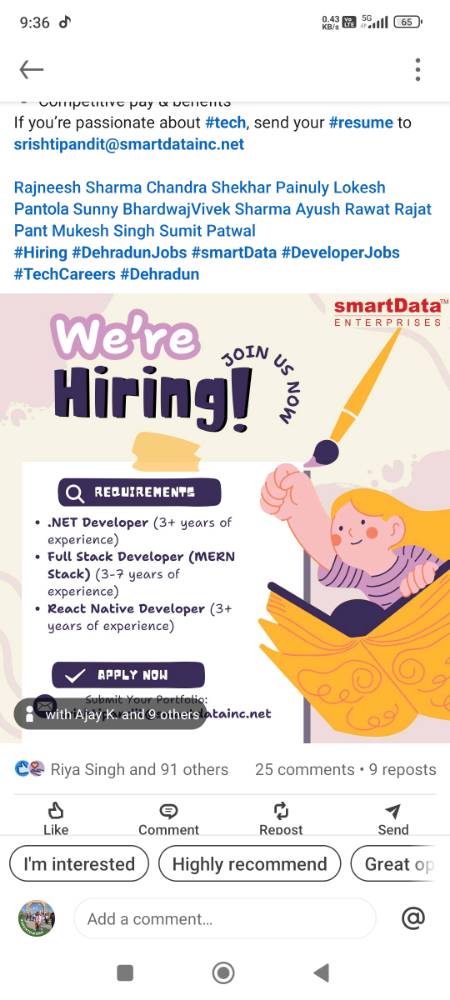 9:36
0.43 KB/s 5G 65
Competitive pay & benefits
If you're passionate about #tech, send your #resume to
srishtipandit@smartdatainc.net
Rajneesh Sharma Chandra Shekhar Painuly Lokesh
Pantola Sunny BhardwajVivek Sharma Ayush Rawat Rajat
Pant Mukesh Singh Sumit Patwal
#Hiring #DehradunJobs #smartData #DeveloperJobs
#TechCareers #Dehradun
smartData™
ENTERPRISES
We're
Hiring!
JOIN US NOW
REQUIREMENTS
• .NET Developer (3+ years of
experience)
• Full Stack Developer (MERN
Stack) (3-7 years of
experience)
• React Native Developer (3+
years of experience)
APPLY NOW
Submit Your Portfolio:
with Ajay K. and 9 others
atainc.net
Riya Singh and 91 others
25 comments • 9 reposts
Like Comment Repost Send
I'm interested
Highly recommend
Great op
Add a comment...
@